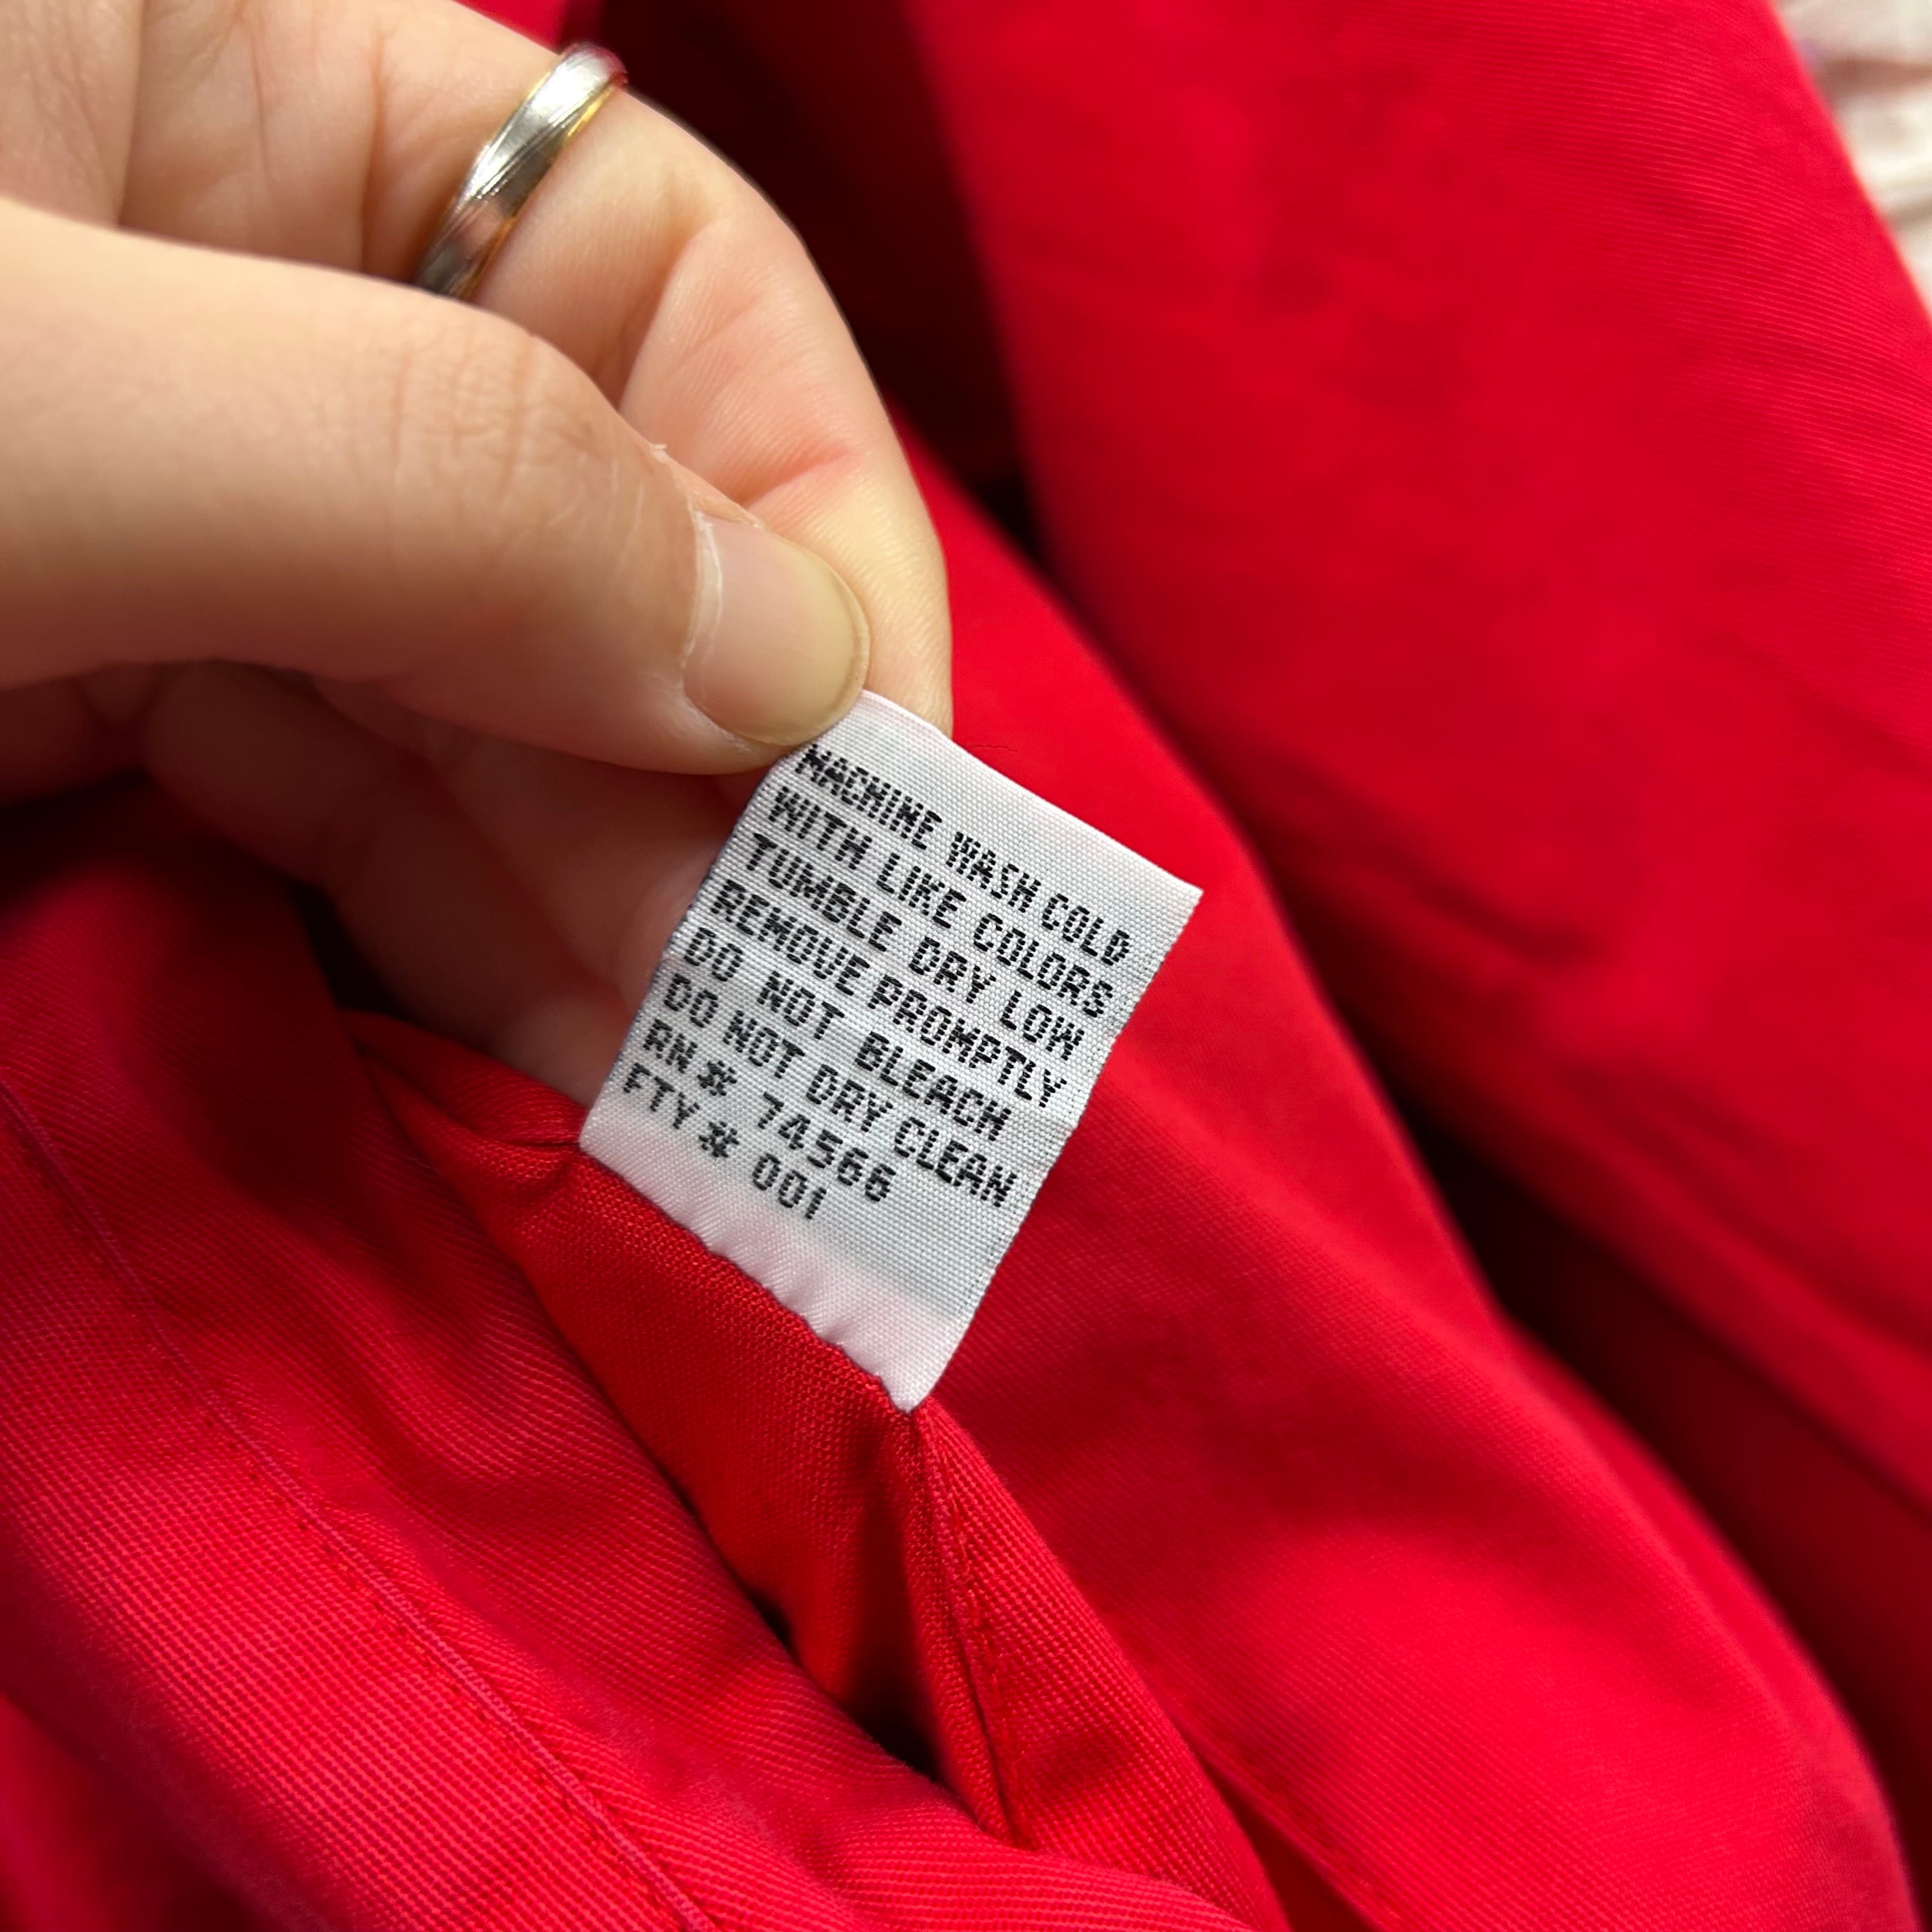 MACHINE WASH COLD
WITH LIKE COLORS
TUMBLE DRY LOW
REMOVE PROMPTLY
DO NOT BLEACH
DO NOT DRY CLEAN
RN # 74566
FTY # 001